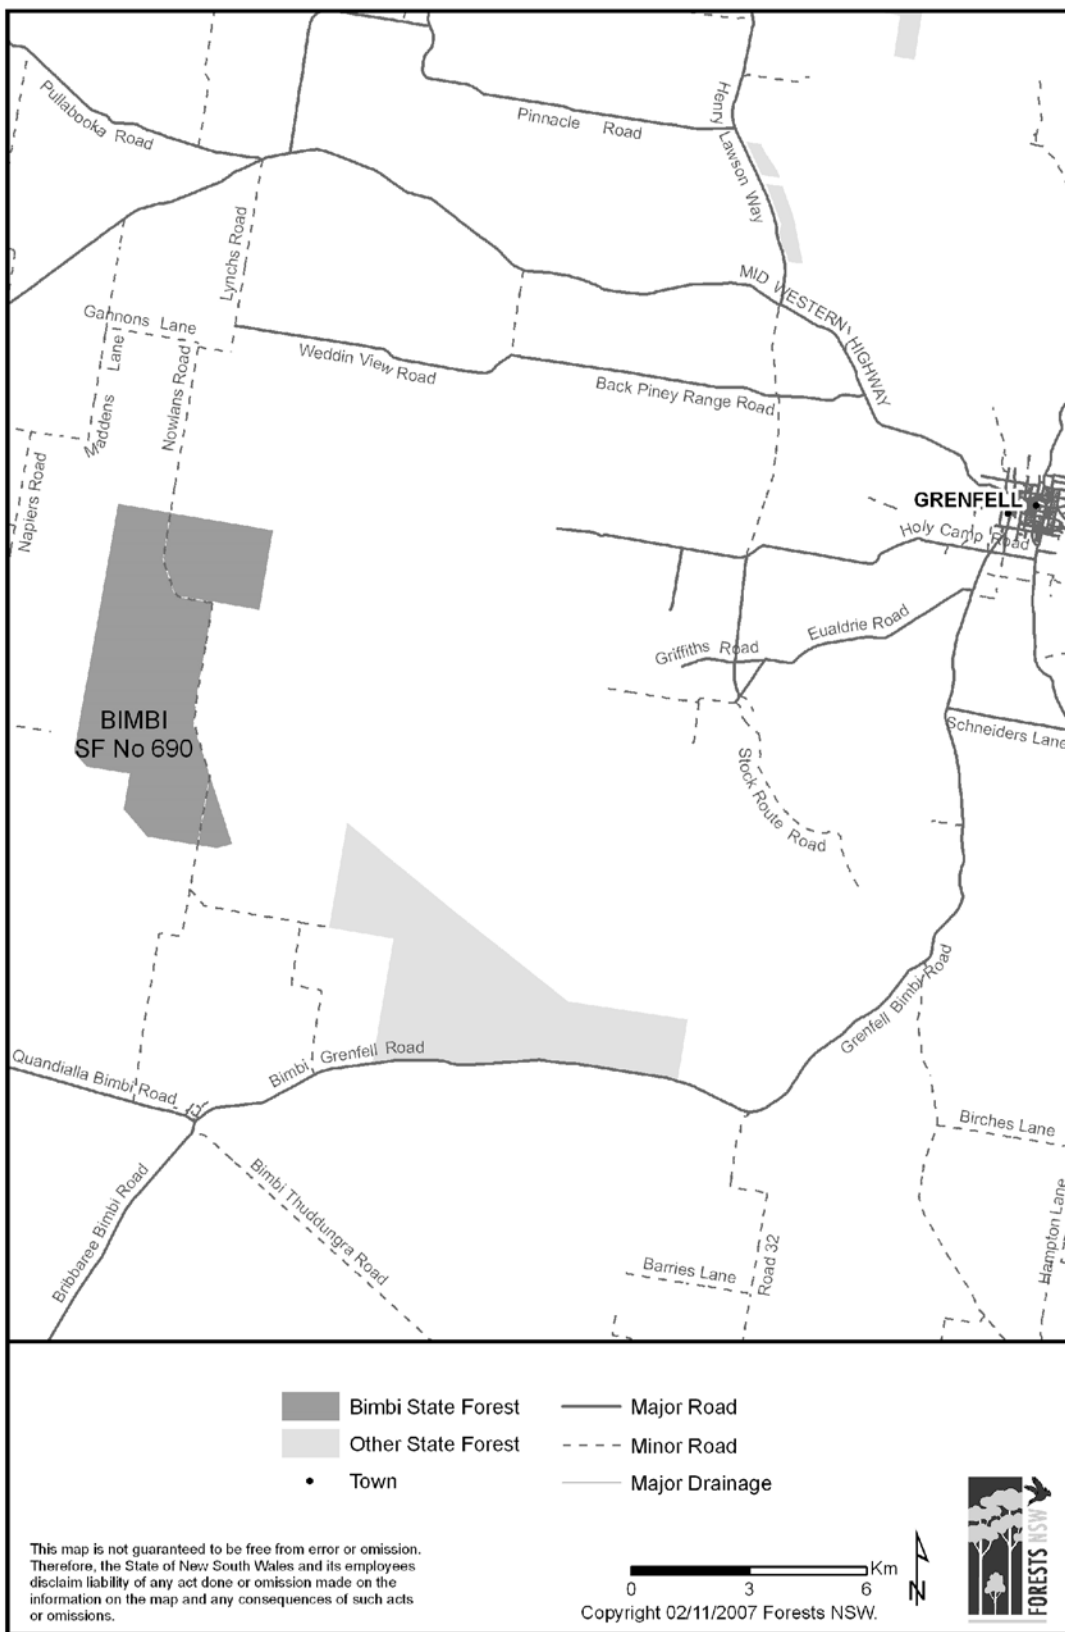 Pullabooka Road
Pinnacle Road
Henry Lawson Way
Lynchs Road
MID WESTERN HIGHWAY
Gannons Lane
Maddens Lane
Nowlans Road
Weddin View Road
Back Piney Range Road
Napiers Road
GRENFELL
Holy Camp Road
Eualdrie Road
Griffiths Road
BIMBI
SF No 690
Schneiders Lane
Stock Route Road
Grenfell Bimbi Road
Quandialla Bimbi Road
Bimbi Grenfell Road
Birches Lane
Bribbaree Bimbi Road
Bimbi Thuddungra Road
Barries Lane
Road 32
Hampton Lane
Bimbi State Forest
Other State Forest
Town
Major Road
Minor Road
Major Drainage
This map is not guaranteed to be free from error or omission.
Therefore, the State of New South Wales and its employees
disclaim liability of any act done or omission made on the
information on the map and any consequences of such acts
or omissions.
Km
0 3 6
N
Copyright 02/11/2007 Forests NSW.
FORESTS NSW